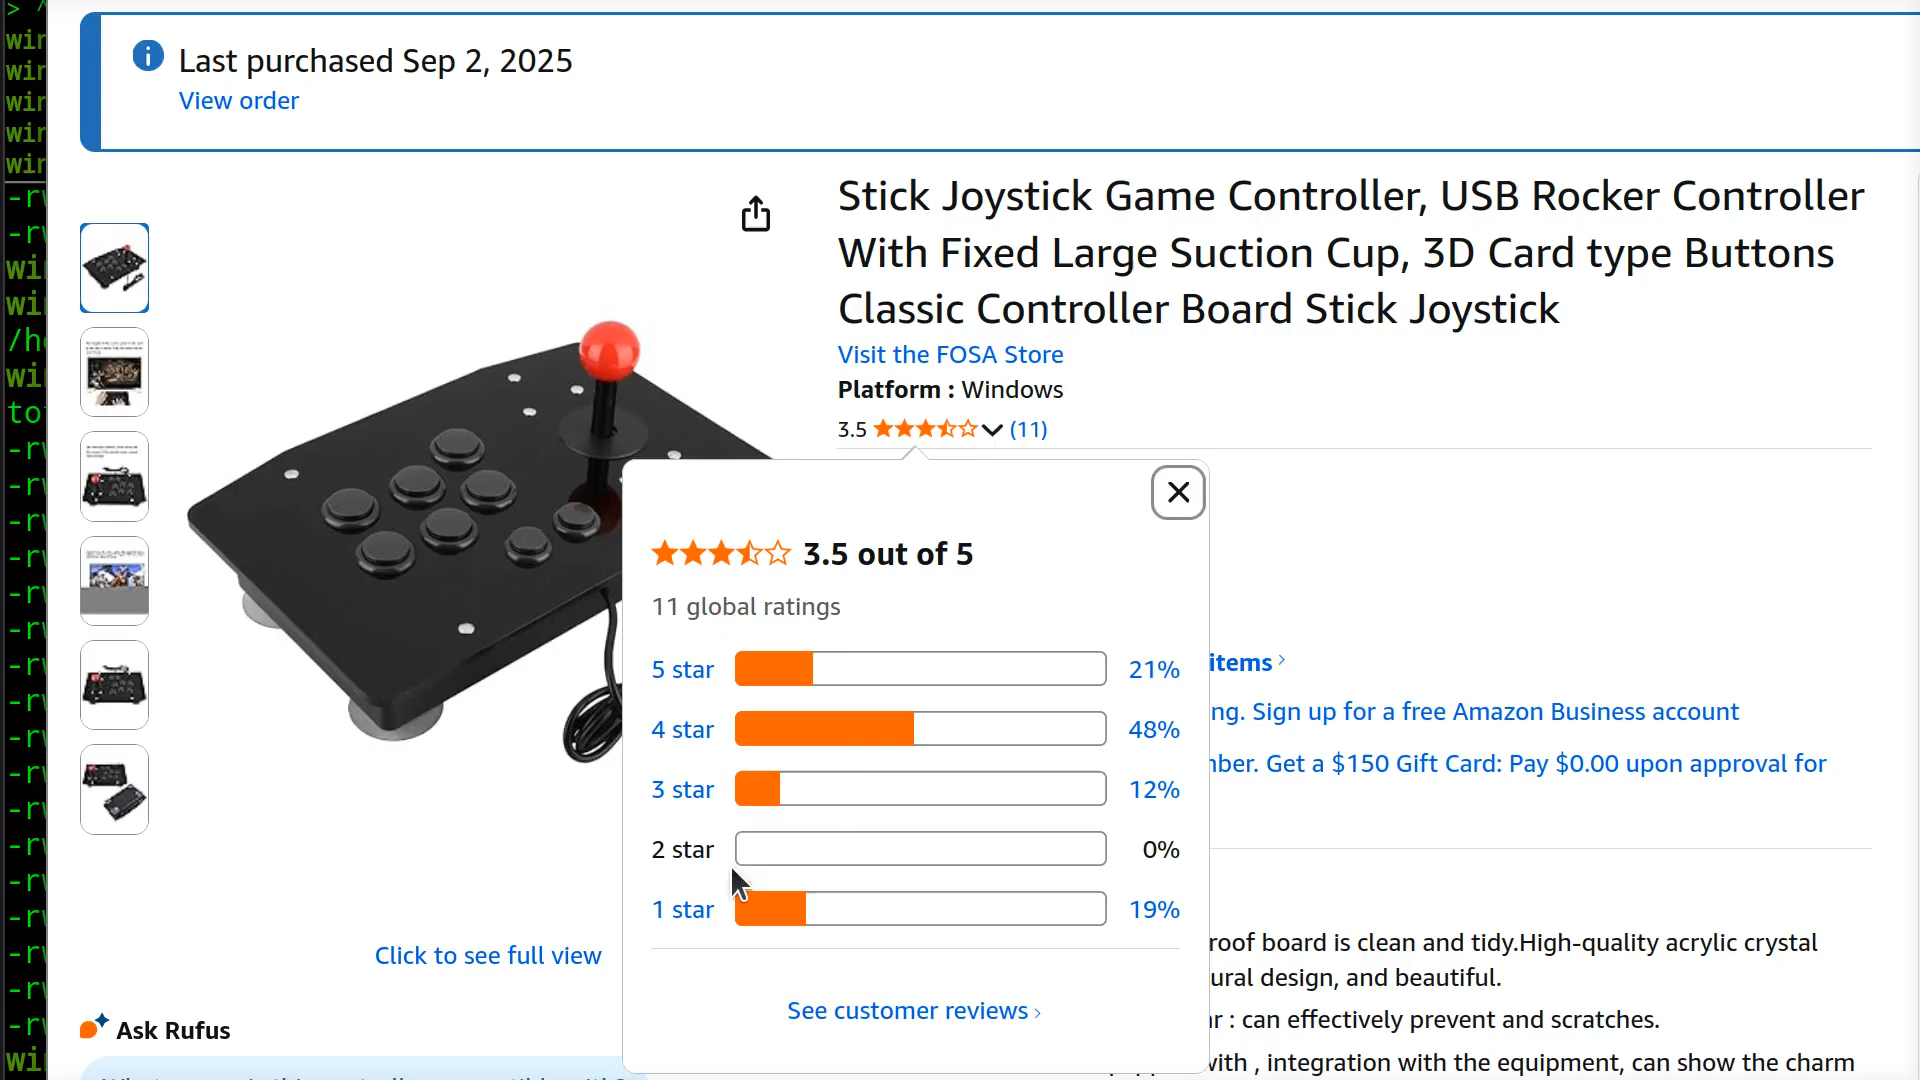 Last purchased Sep 2, 2025
View order
Stick Joystick Game Controller, USB Rocker Controller
With Fixed Large Suction Cup, 3D Card type Buttons
Classic Controller Board Stick Joystick
Visit the FOSA Store
Platform : Windows
3.5 (11)
3.5 out of 5
11 global ratings
5 star 21%
4 star 48%
3 star 12%
2 star 0%
1 star 19%
See customer reviews ›
items ›
ng. Sign up for a free Amazon Business account
ber. Get a $150 Gift Card: Pay $0.00 upon approval for
roof board is clean and tidy.High-quality acrylic crystal
ural design, and beautiful.
r : can effectively prevent and scratches.
with , integration with the equipment, can show the charm
Click to see full view
Ask Rufus